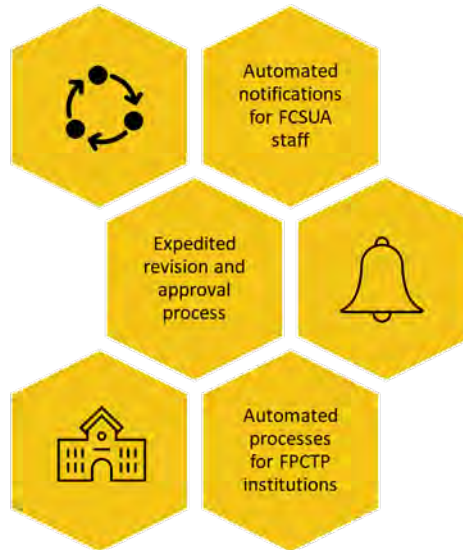 Automated
notifications
for FCSUA
staff
Expedited
revision and
approval
process
Automated
processes
for FPCTP
institutions